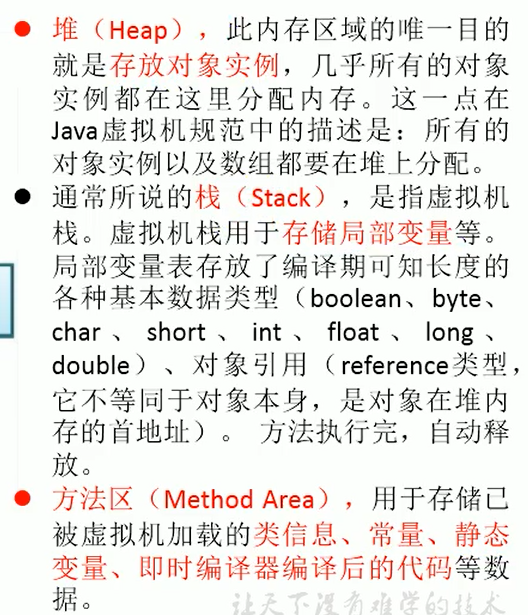 堆（Heap），此内存区域的唯一目的
就是存放对象实例，几乎所有的对象
实例都在这里分配内存。这一点在
Java虚拟机规范中的描述是：所有的
对象实例以及数组都要在堆上分配。
通常所说的栈（Stack），是指虚拟机
栈。虚拟机栈用于存储局部变量等。
局部变量表存放了编译期可知长度的
各种基本数据类型（boolean、byte、
char 、 short 、 int 、 float 、 long 、
double）、对象引用（reference类型，
它不等同于对象本身，是对象在堆内
存的首地址）。 方法执行完，自动释
放。
方法区（Method Area），用于存储已
被虚拟机加载的类信息、常量、静态
变量、即时编译器编译后的代码等数
据。
让天下没有难学的技术